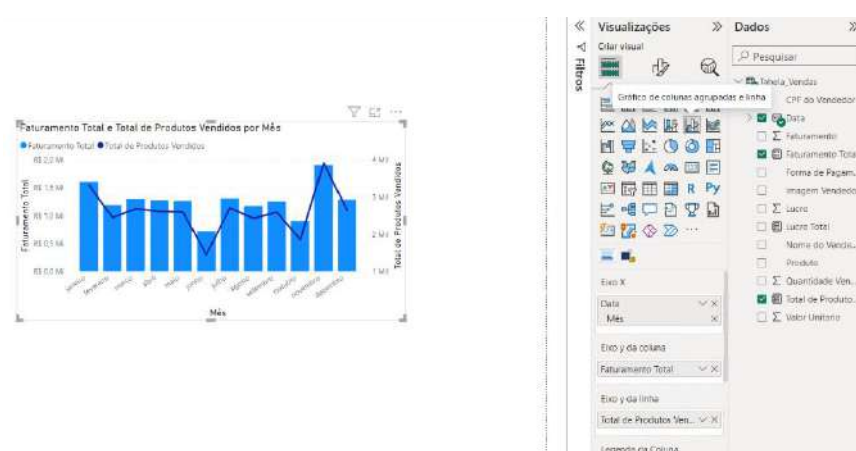 Faturamento Total e Total de Produtos Vendidos por Mês
Faturamento Total Total de Produtos Vendidos
Faturamento Total
R$ 2,0 Mi
R$ 1,5 Mi
R$ 1,0 Mi
R$ 0,5 Mi
R$ 0,0 Mi
4 Mil
3 Mil
2 Mil
1 Mil
Total de Produtos Vendidos
janeiro
fevereiro
março
abril
maio
junho
julho
agosto
setembro
outubro
novembro
dezembro
Mês
Filtros
Visualizações
Criar visual
Gráfico de colunas agrupadas e linha
R Py
Eixo X
Data
Mês
Eixo y da coluna
Faturamento Total
Eixo y da linha
Total de Produtos Ven...
Legenda da Coluna
Dados
Pesquisar
Tabela_Vendas
CPF do Vendedor
Data
Faturamento
Faturamento Total
Forma de Pagam...
Imagem Vendedo
Lucro
Lucro Total
Nome do Vende...
Produto
Quantidade Ven...
Total de Produto...
Valor Unitario